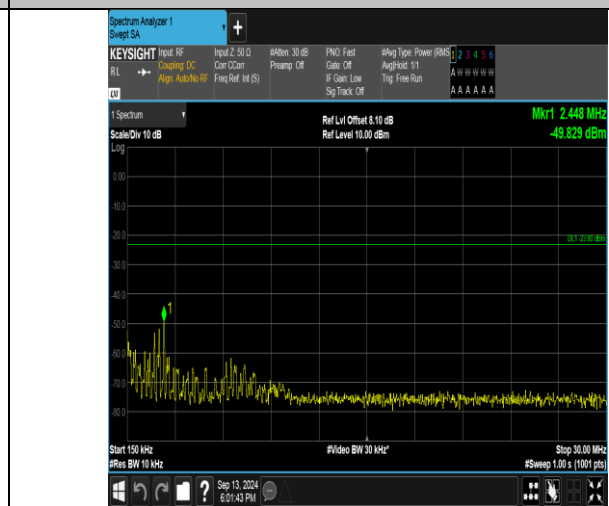 Spectrum Analyzer 1
Swept SA
+
KEYSIGHT
RL
Input: RF
Coupling: DC
Align: Auto/No RF
Input Z: 50 Ω
Corr CCorr
Freq Ref: Int (S)
#Atten: 30 dB
Preamp: Off
PNO: Fast
Gate: Off
IF Gain: Low
Sig Track: Off
#Avg Type: Power (RMS
Avg|Hold: 1/1
Trig: Free Run
1 2 3 4 5 6
A W W W W W
A A A A A A
1 Spectrum
Scale/Div 10 dB
Ref Lvl Offset 8.10 dB
Ref Level 10.00 dBm
Mkr1 2.448 MHz
-49.829 dBm
Log
0.00
-10.0
-20.0
DL1 -23.00 dBm
-30.0
-40.0
1
-50.0
-60.0
-70.0
-80.0
Start 150 kHz
#Res BW 10 kHz
#Video BW 30 kHz*
Stop 30.00 MHz
#Sweep 1.00 s (1001 pts)
?
Sep 13, 2024
6:01:43 PM